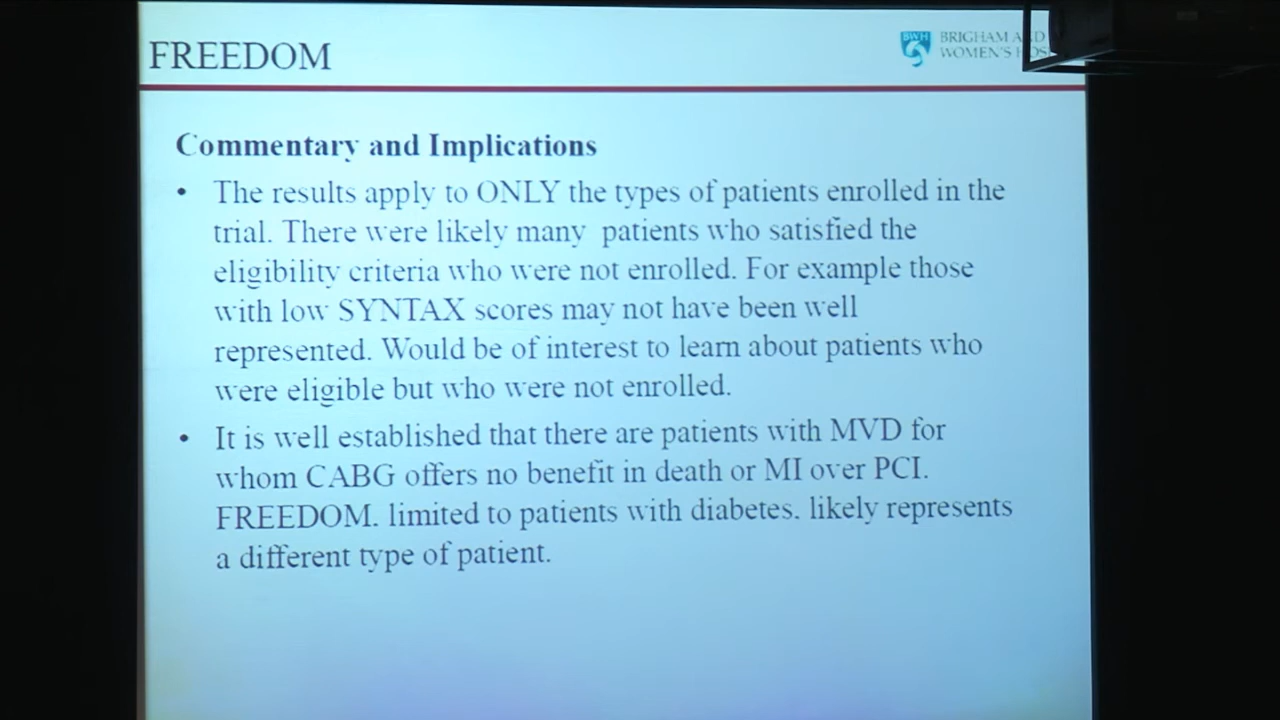 FREEDOM
BWH
BRIGHAM AND
WOMEN'S
Commentary and Implications
• The results apply to ONLY the types of patients enrolled in the
trial. There were likely many patients who satisfied the
eligibility criteria who were not enrolled. For example those
with low SYNTAX scores may not have been well
represented. Would be of interest to learn about patients who
were eligible but who were not enrolled.
• It is well established that there are patients with MVD for
whom CABG offers no benefit in death or MI over PCI.
FREEDOM, limited to patients with diabetes, likely represents
a different type of patient.